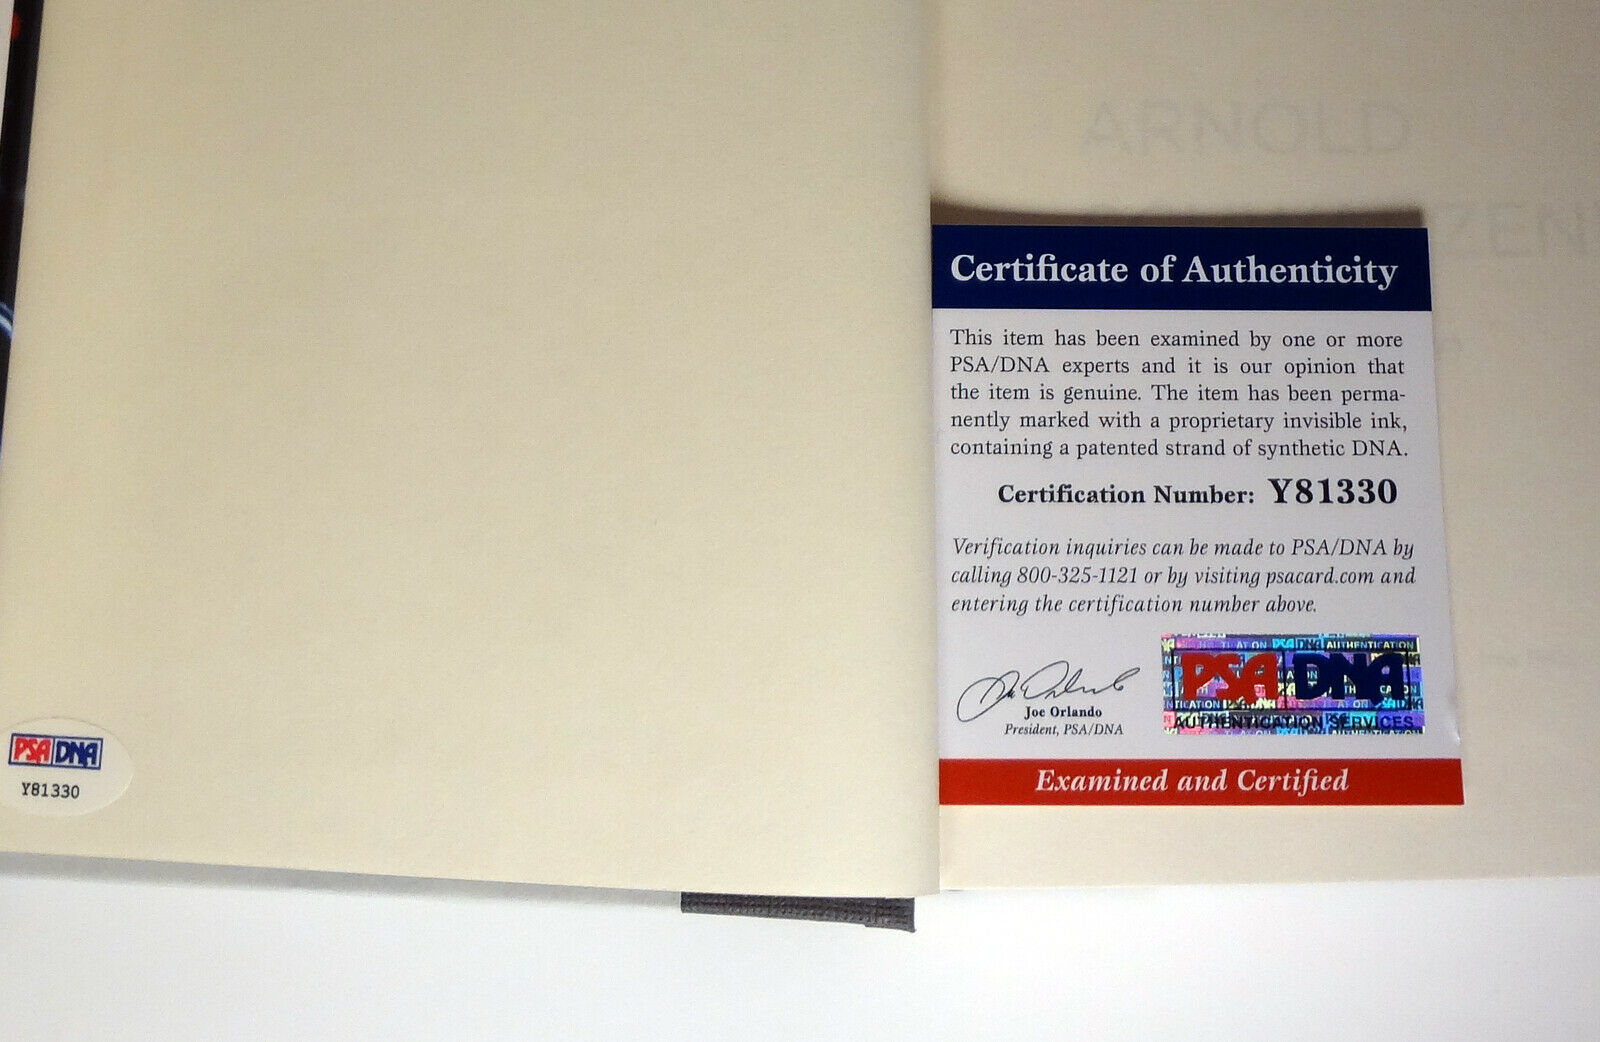 ARNOLD
Certificate of Authenticity
This item has been examined by one or more
PSA/DNA experts and it is our opinion that
the item is genuine. The item has been perma-
nently marked with a proprietary invisible ink,
containing a patented strand of synthetic DNA.
Certification Number: Y81330
Verification inquiries can be made to PSA/DNA by
calling 800-325-1121 or by visiting psacard.com and
entering the certification number above.
Joe Orlando
President, PSA/DNA
PSA DNA
AUTHENTICATION SERVICES
Examined and Certified
PSA DNA
Y81330